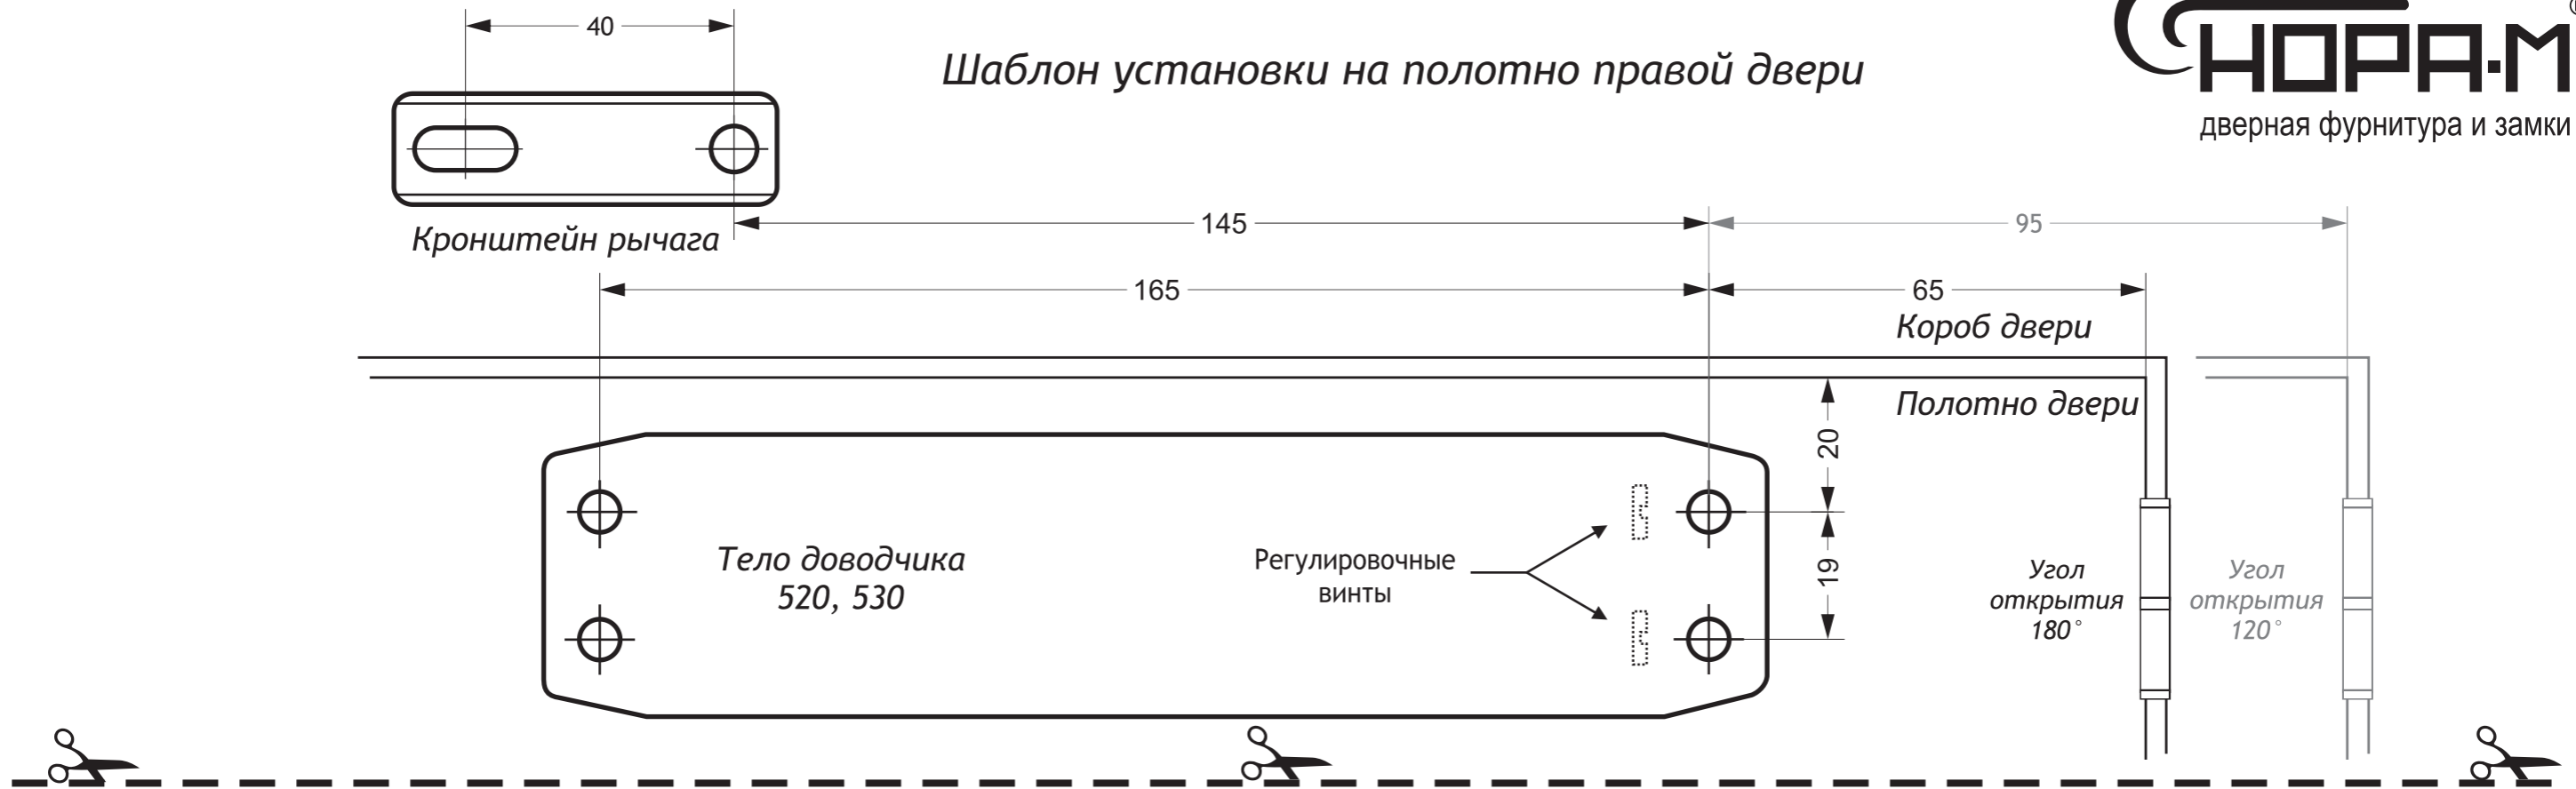 40
®
Шаблон установки на полотно правой двери
НОРА·М
дверная фурнитура и замки
Кронштейн рычага
145
95
165
65
Короб двери
Полотно двери
20
Тело доводчика
520, 530
Регулировочные
винты
19
Угол
открытия
180°
Угол
открытия
120°